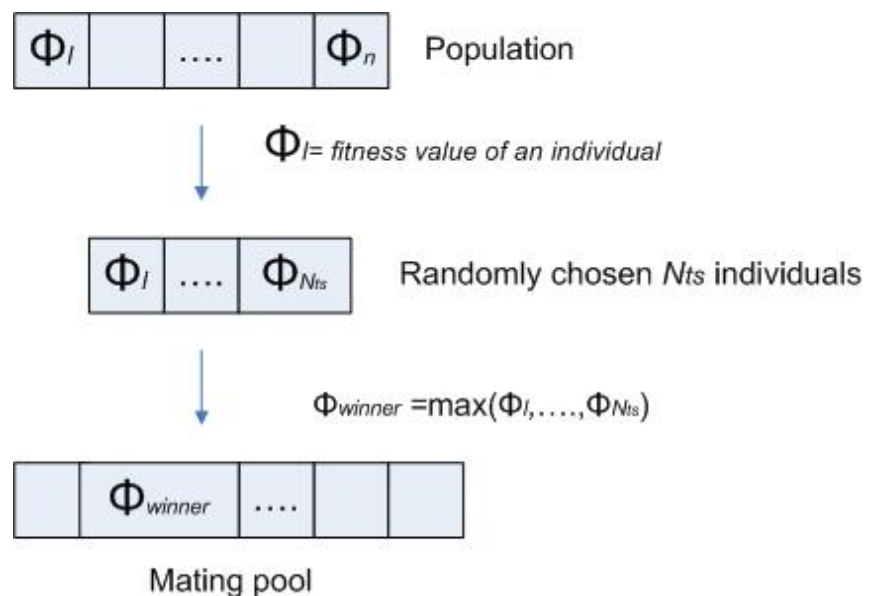 Φl .... Φn Population
Φl= fitness value of an individual
Φl .... ΦNts Randomly chosen Nts individuals
Φwinner =max(Φl,....,ΦNts)
Φwinner ....
Mating pool